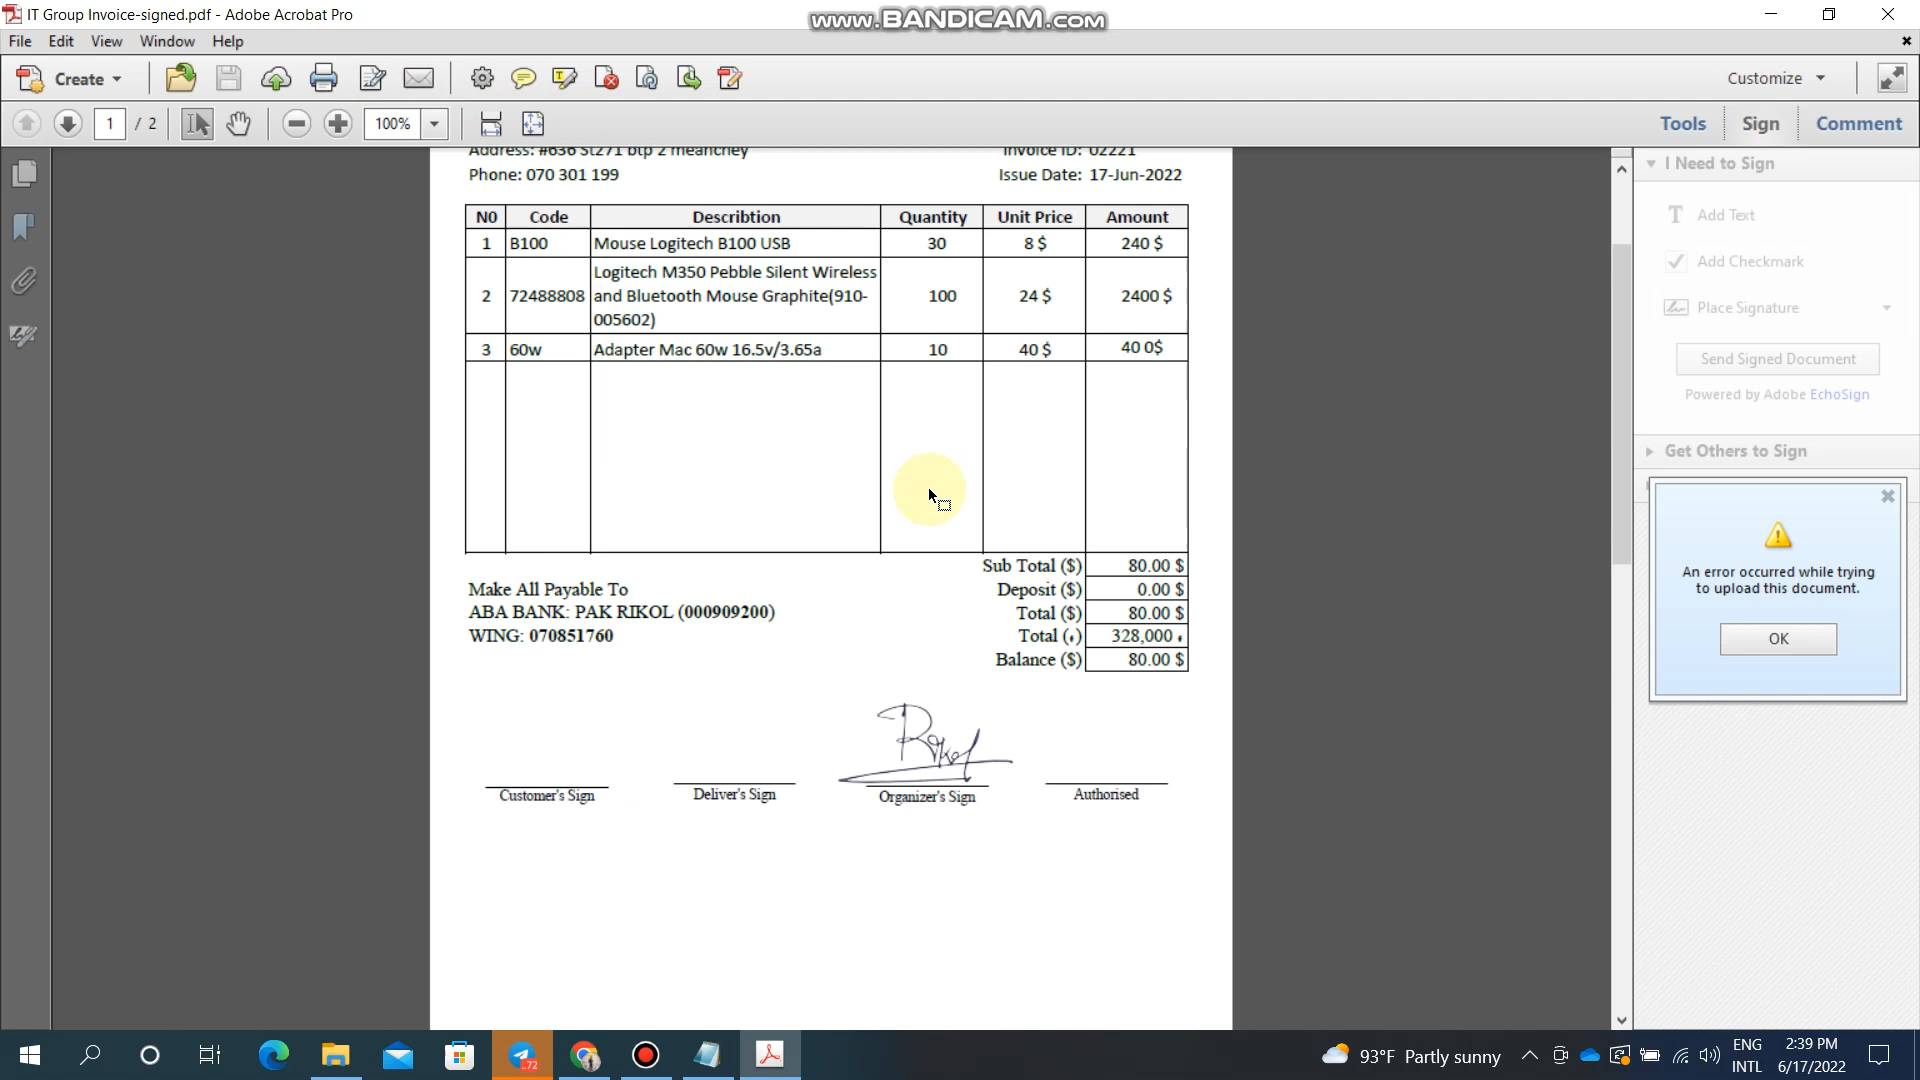 IT Group Invoice-signed.pdf - Adobe Acrobat Pro
www.BANDICAM.com
File Edit View Window Help
Create Customize
1 / 2 100% Tools Sign Comment
Address: #636 St271 btp 2 meanchey Invoice ID: 02221
Phone: 070 301 199 Issue Date: 17-Jun-2022
N0 Code Describtion Quantity Unit Price Amount
1 B100 Mouse Logitech B100 USB 30 8 $ 240 $
Logitech M350 Pebble Silent Wireless
2 72488808 and Bluetooth Mouse Graphite(910- 100 24 $ 2400 $
005602)
3 60w Adapter Mac 60w 16.5v/3.65a 10 40 $ 40 0$
Sub Total ($) 80.00 $
Make All Payable To Deposit ($) 0.00 $
ABA BANK: PAK RIKOL (000909200) Total ($) 80.00 $
WING: 070851760 Total (៛) 328,000 ៛
Balance ($) 80.00 $
Rikol
Customer's Sign Deliver's Sign Organizer's Sign Authorised
I Need to Sign
Add Text
Add Checkmark
Place Signature
Send Signed Document
Powered by Adobe EchoSign
Get Others to Sign
An error occurred while trying
to upload this document.
OK
..72
93°F Partly sunny
ENG
INTL
2:39 PM
6/17/2022